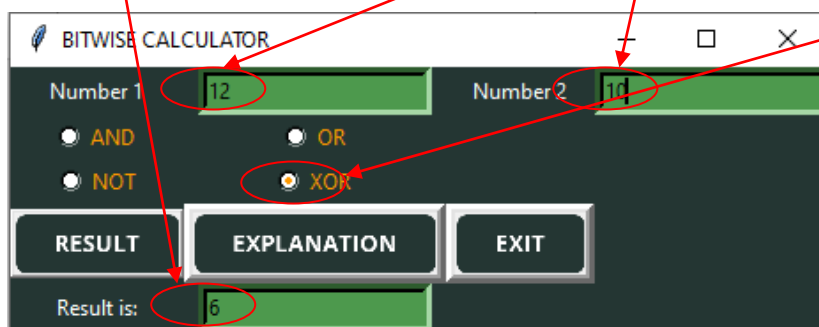 BITWISE CALCULATOR
Number 1 12 Number 2 10
AND OR
NOT XOR
RESULT EXPLANATION EXIT
Result is: 6